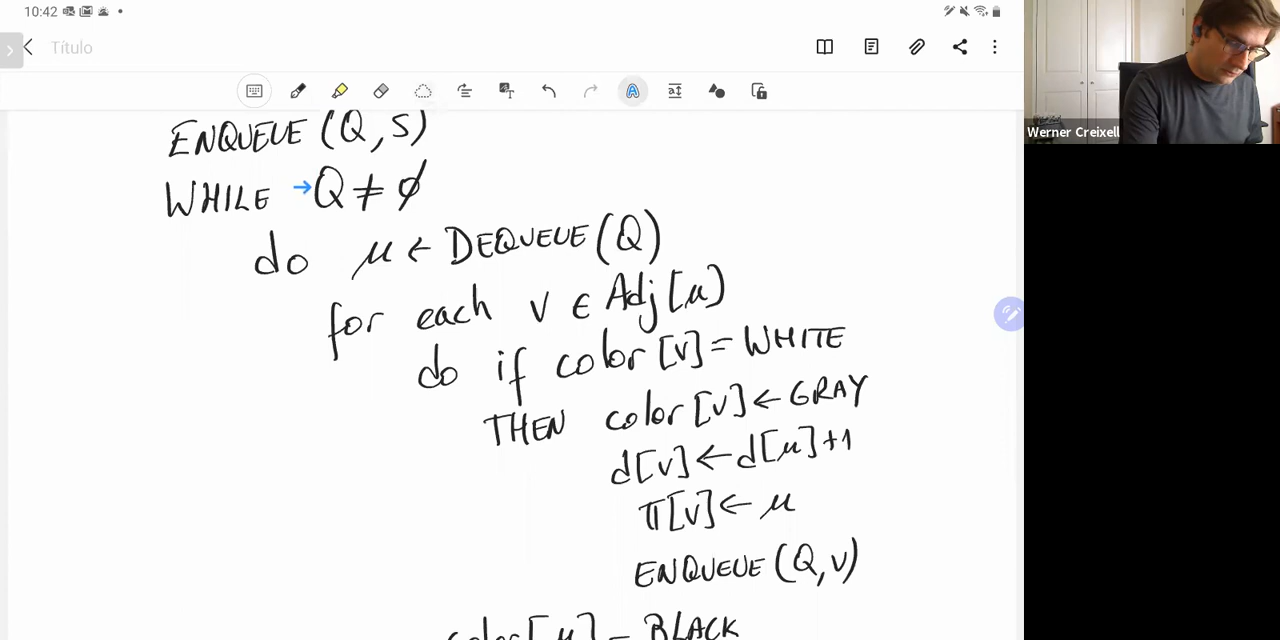 10:42
Título
Werner Creixell
ENQUEUE (Q, S)
WHILE →Q ≠ ∅
do μ ← DEQUEUE (Q)
for each v ∈ Adj [μ]
do if color [v] = WHITE
THEN color [v] ← GRAY
d[v] ← d[μ] +1
π[v] ← μ
ENQUEUE (Q, v)
color [μ] – BLACK